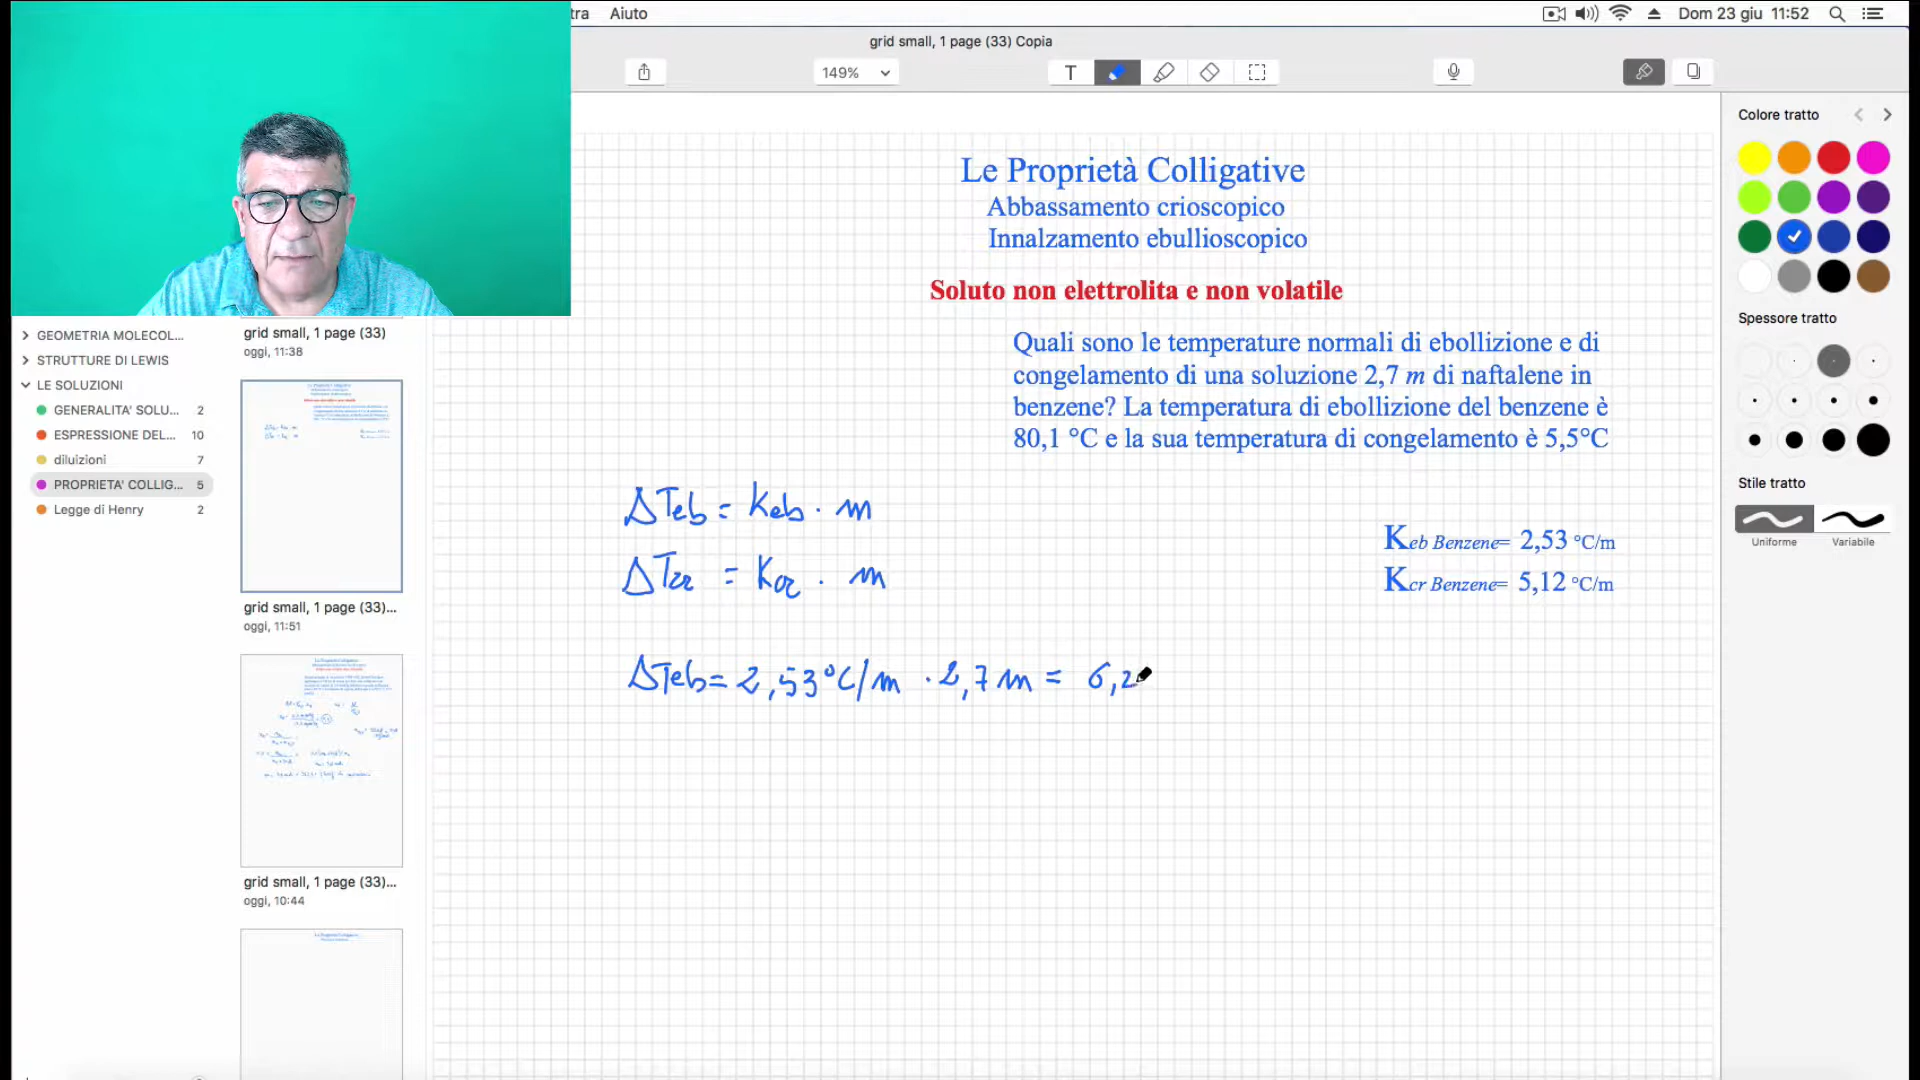 tra Aiuto
Dom 23 giu 11:52
grid small, 1 page (33) Copia
149%
T
Colore tratto
Le Proprietà Colligative
Abbassamento crioscopico
Innalzamento ebullioscopico
Soluto non elettrolita e non volatile
Quali sono le temperature normali di ebollizione e di
congelamento di una soluzione 2,7 m di naftalene in
benzene? La temperatura di ebollizione del benzene è
80,1 °C e la sua temperatura di congelamento è 5,5°C
ΔTeb = Keb · m
ΔTcr = Kcr · m
Keb Benzene= 2,53 °C/m
Kcr Benzene= 5,12 °C/m
ΔTeb = 2,53°C/m · 2,7 m = 6,2
GEOMETRIA MOLECOL...
STRUTTURE DI LEWIS
LE SOLUZIONI
GENERALITA' SOLU... 2
ESPRESSIONE DEL... 10
diluizioni 7
PROPRIETA' COLLIG... 5
Legge di Henry 2
grid small, 1 page (33)
oggi, 11:38
grid small, 1 page (33)...
oggi, 11:51
grid small, 1 page (33)...
oggi, 10:44
Spessore tratto
Stile tratto
Uniforme
Variabile